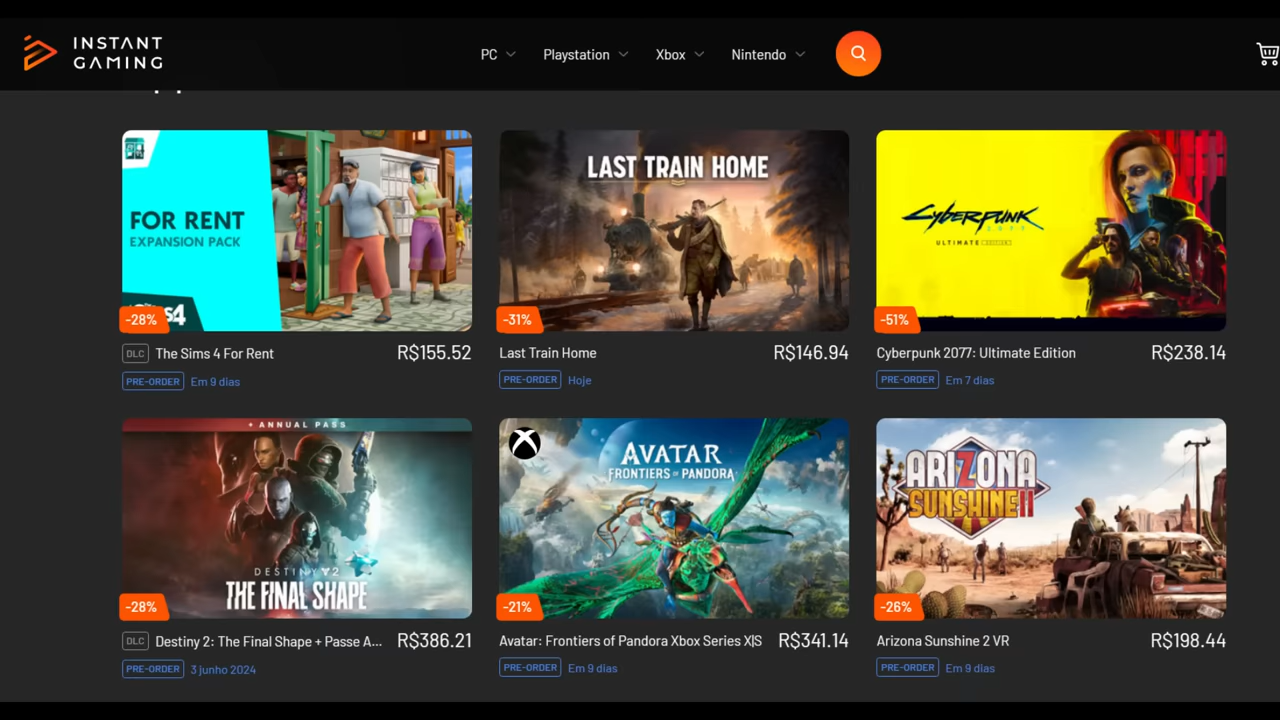 INSTANT
GAMING
PC
Playstation
Xbox
Nintendo
FOR RENT
EXPANSION PACK
-28%
LAST TRAIN HOME
-31%
CYBERPUNK
2077
ULTIMATE EDITION
-51%
DLC The Sims 4 For Rent R$155.52
PRE-ORDER Em 9 dias
Last Train Home R$146.94
PRE-ORDER Hoje
Cyberpunk 2077: Ultimate Edition R$238.14
PRE-ORDER Em 7 dias
+ ANNUAL PASS
DESTINY 2
THE FINAL SHAPE
-28%
AVATAR
FRONTIERS OF PANDORA
-21%
ARIZONA
SUNSHINE II
-26%
DLC Destiny 2: The Final Shape + Passe A... R$386.21
PRE-ORDER 3 junho 2024
Avatar: Frontiers of Pandora Xbox Series X|S R$341.14
PRE-ORDER Em 9 dias
Arizona Sunshine 2 VR R$198.44
PRE-ORDER Em 9 dias